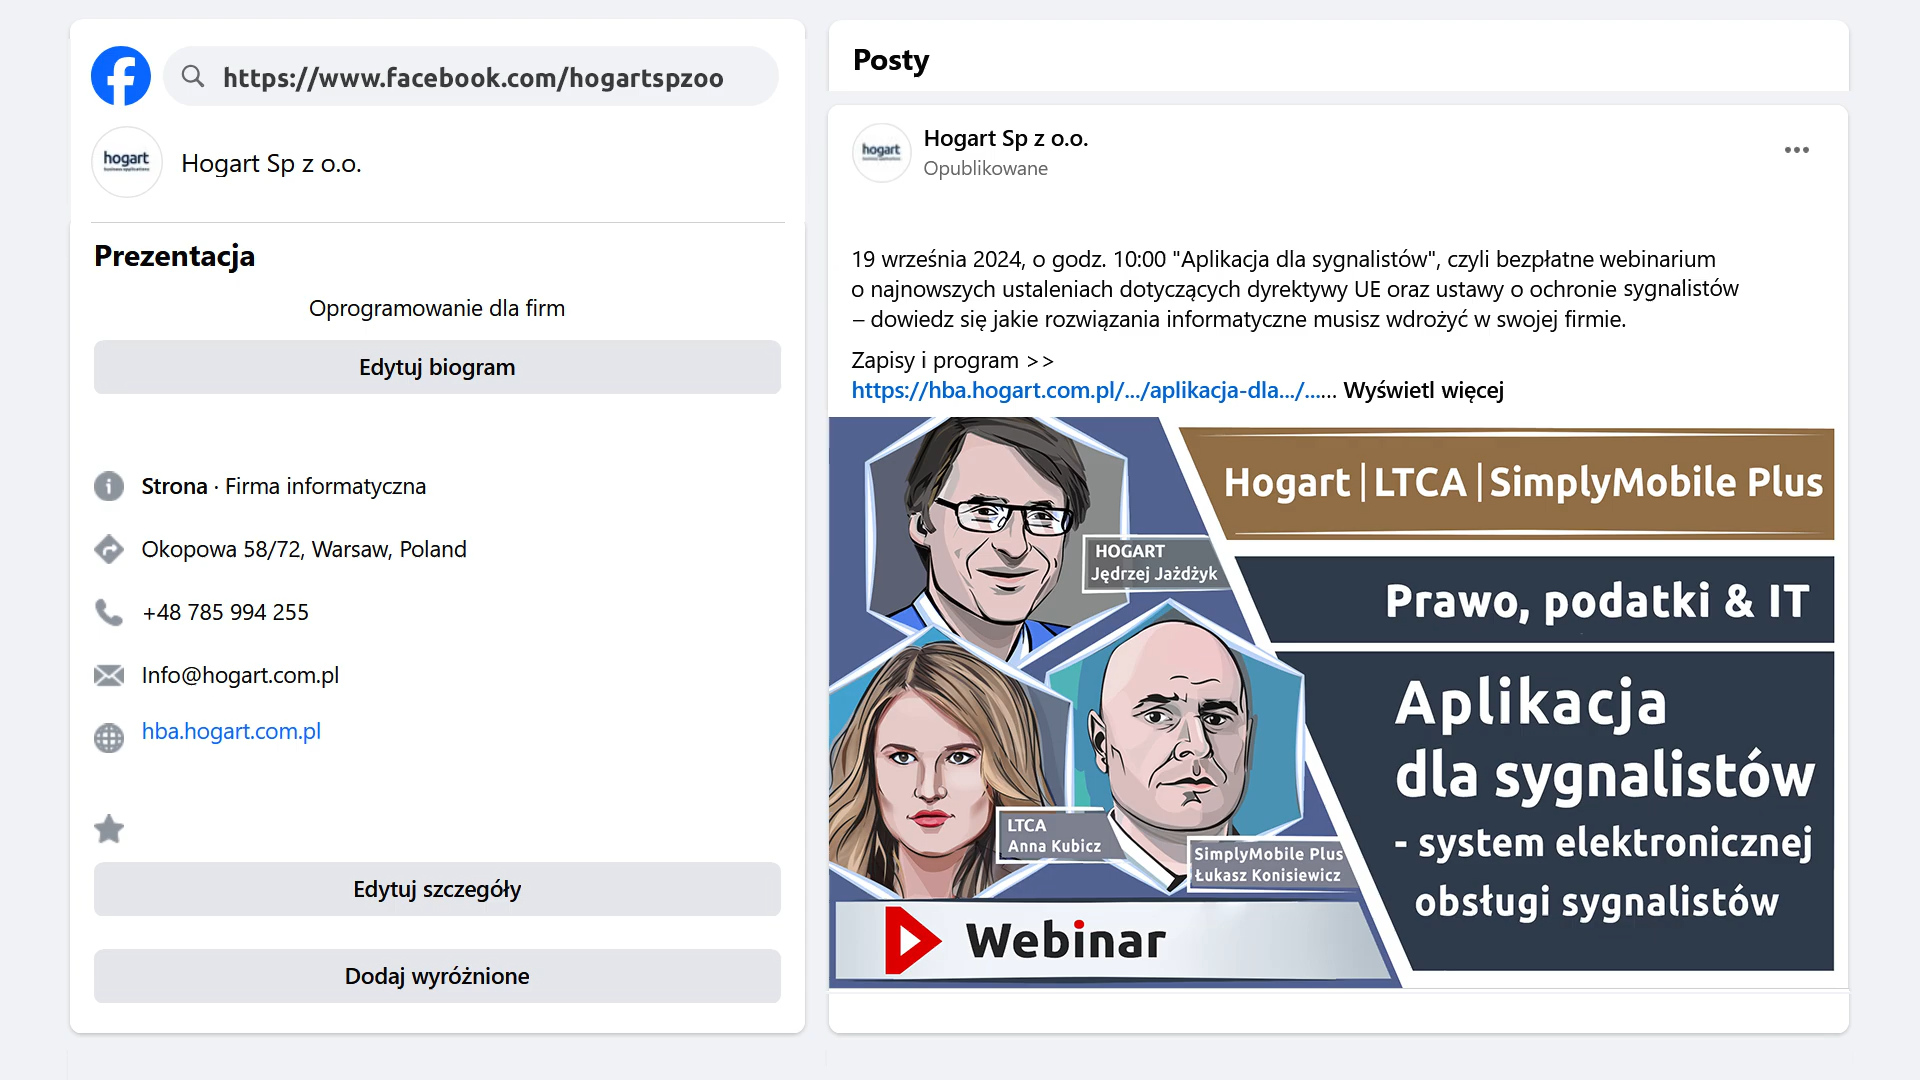 https://www.facebook.com/hogartspzoo
hogart
Hogart Sp z o.o.
Prezentacja
Oprogramowanie dla firm
Edytuj biogram
Strona · Firma informatyczna
Okopowa 58/72, Warsaw, Poland
+48 785 994 255
Info@hogart.com.pl
hba.hogart.com.pl
Edytuj szczegóły
Dodaj wyróżnione
Posty
hogart
Hogart Sp z o.o.
Opublikowane
19 września 2024, o godz. 10:00 "Aplikacja dla sygnalistów", czyli bezpłatne webinarium
o najnowszych ustaleniach dotyczących dyrektywy UE oraz ustawy o ochronie sygnalistów
– dowiedz się jakie rozwiązania informatyczne musisz wdrożyć w swojej firmie.
Zapisy i program >>
https://hba.hogart.com.pl/.../aplikacja-dla.../...... Wyświetl więcej
Hogart|LTCA|SimplyMobile Plus
HOGART
Jędrzej Jażdżyk
Prawo, podatki & IT
Aplikacja
dla sygnalistów
- system elektronicznej
obsługi sygnalistów
LTCA
Anna Kubicz
SimplyMobile Plus
Łukasz Konisiewicz
Webinar